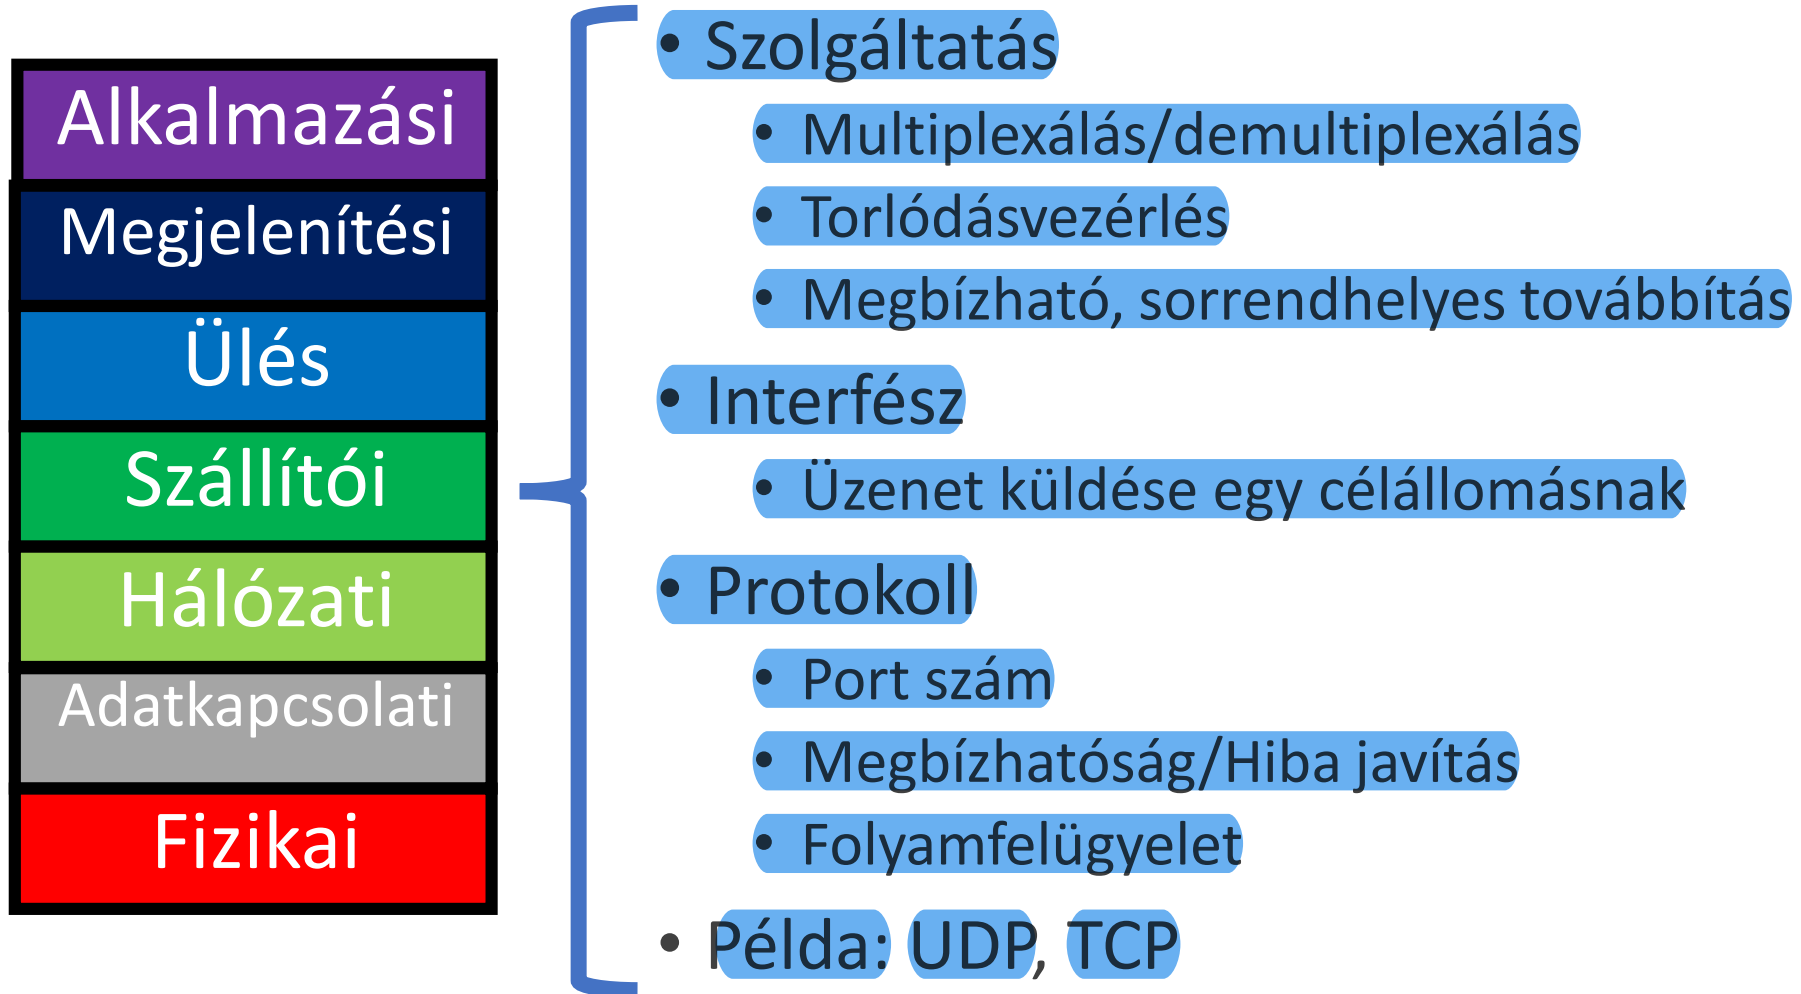 Alkalmazási
Megjelenítési
Ülés
Szállítói
Hálózati
Adatkapcsolati
Fizikai
• Szolgáltatás
• Multiplexálás/demultiplexálás
• Torlódásvezérlés
• Megbízható, sorrendhelyes továbbítás
• Interfész
• Üzenet küldése egy célállomásnak
• Protokoll
• Port szám
• Megbízhatóság/Hiba javítás
• Folyamfelügyelet
• Példa: UDP, TCP